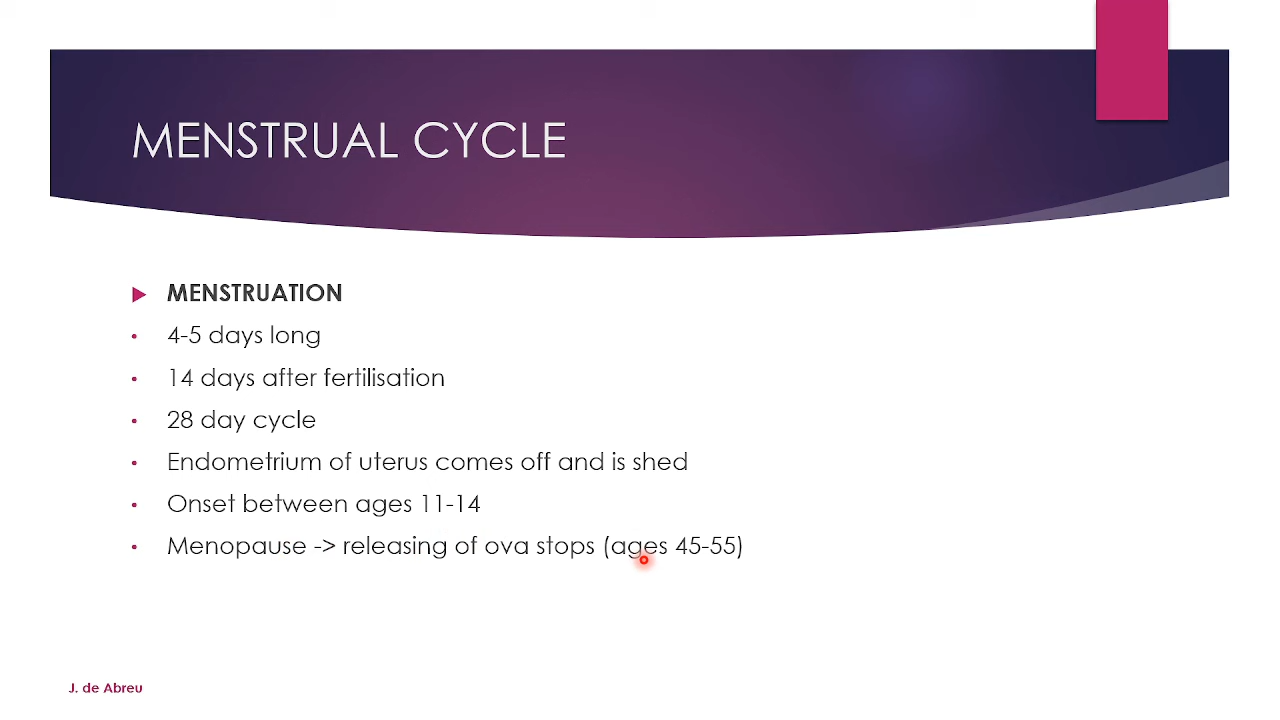 MENSTRUAL CYCLE
MENSTRUATION
4-5 days long
14 days after fertilisation
28 day cycle
Endometrium of uterus comes off and is shed
Onset between ages 11-14
Menopause -> releasing of ova stops (ages 45-55)
J. de Abreu